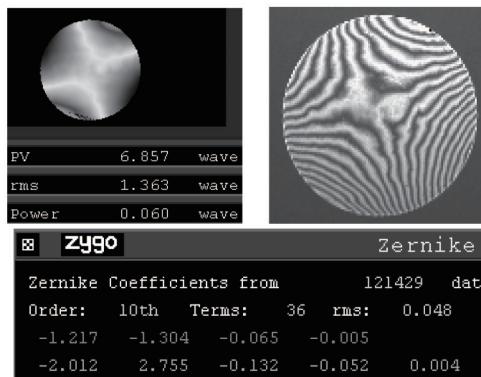 PV 6.857 wave
rms 1.363 wave
Power 0.060 wave
zygo Zernike
Zernike Coefficients from 121429 dat
Order: 10th Terms: 36 rms: 0.048
-1.217 -1.304 -0.065 -0.005
-2.012 2.755 -0.132 -0.052 0.004